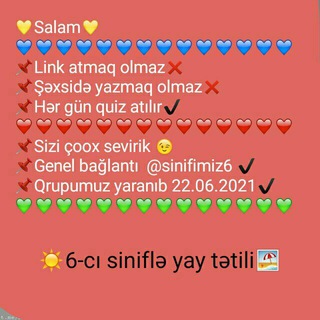 💛Salam💛
💙💙💙💙💙💙💙💙💙💙💙💙💙
📌Link atmaq olmaz❌
📌Şəxsidə yazmaq olmaz❌
📌Hər gün quiz atılır✔
❤❤❤❤❤❤❤❤❤❤❤❤❤
📌Sizi çoox sevirik 😉
📌Genel bağlantı @sinifimiz6 ✔
📌Qrupumuz yaranıb 22.06.2021✔
💚💚💚💚💚💚💚💚💚💚💚💚💚
☀6-cı siniflə yay tətili🏖